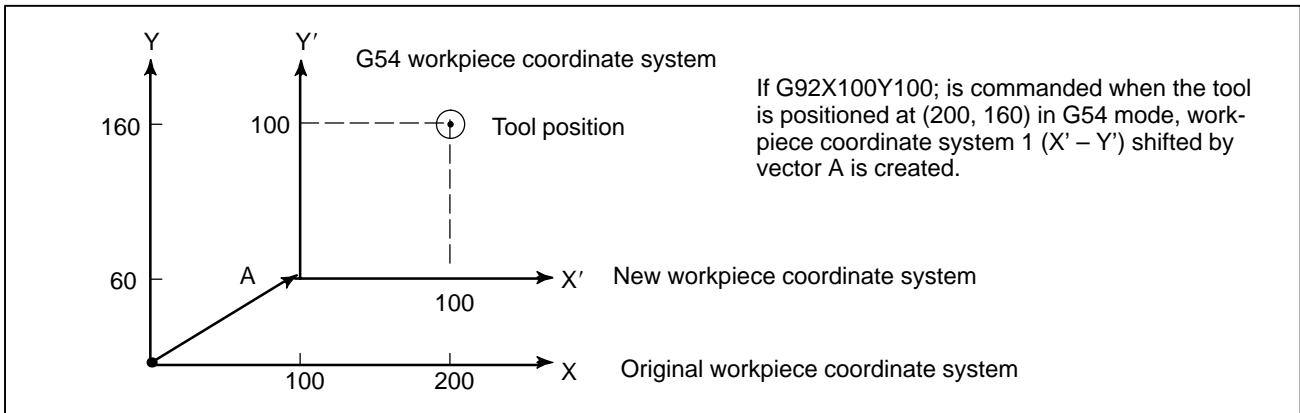 Y
Y′
G54 workpiece coordinate system
If G92X100Y100; is commanded when the tool
is positioned at (200, 160) in G54 mode, work-
piece coordinate system 1 (X’ – Y’) shifted by
vector A is created.
160
100
Tool position
60
A
X′
New workpiece coordinate system
100
X
Original workpiece coordinate system
100
200